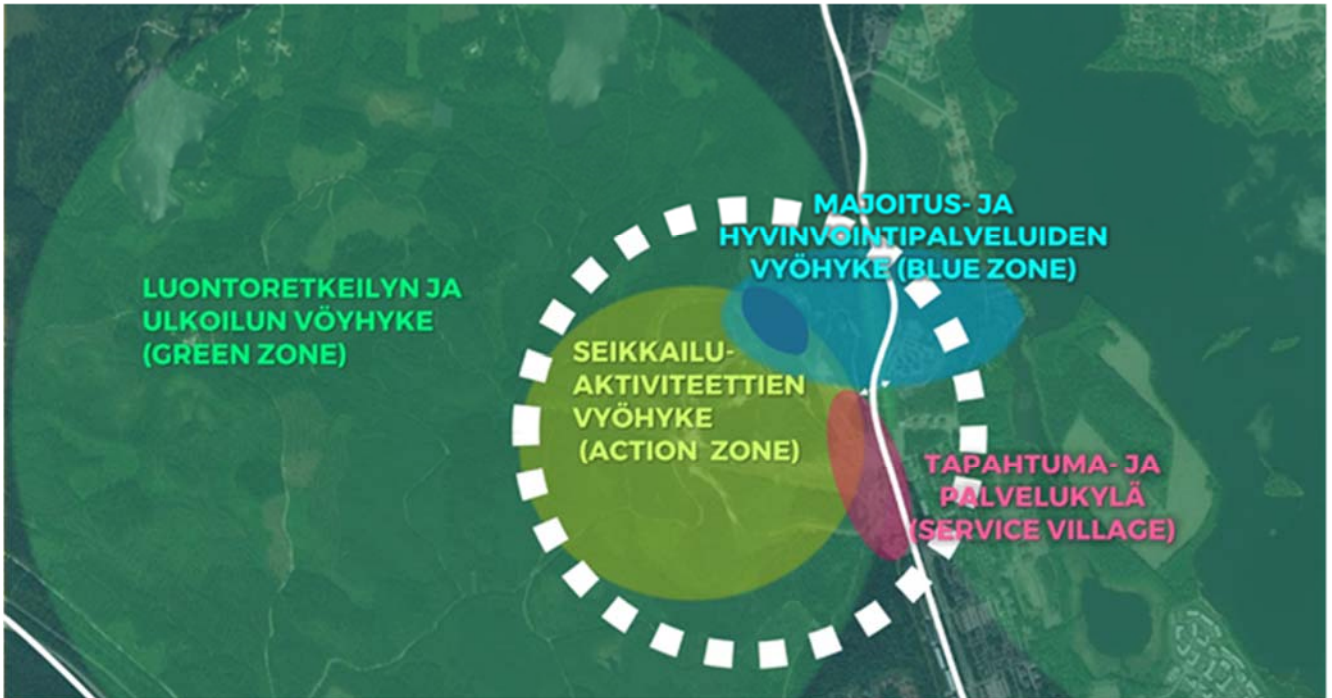 MAJOITUS- JA
HYVINVOINTIPALVELUIDEN
VYÖHYKE (BLUE ZONE)
LUONTORETKEILYN JA
ULKOILUN VÖYHYKE
(GREEN ZONE)
SEIKKAILU-
AKTIVITEETTIEN
VYÖHYKE
(ACTION ZONE)
TAPAHTUMA- JA
PALVELUKYLÄ
(SERVICE VILLAGE)